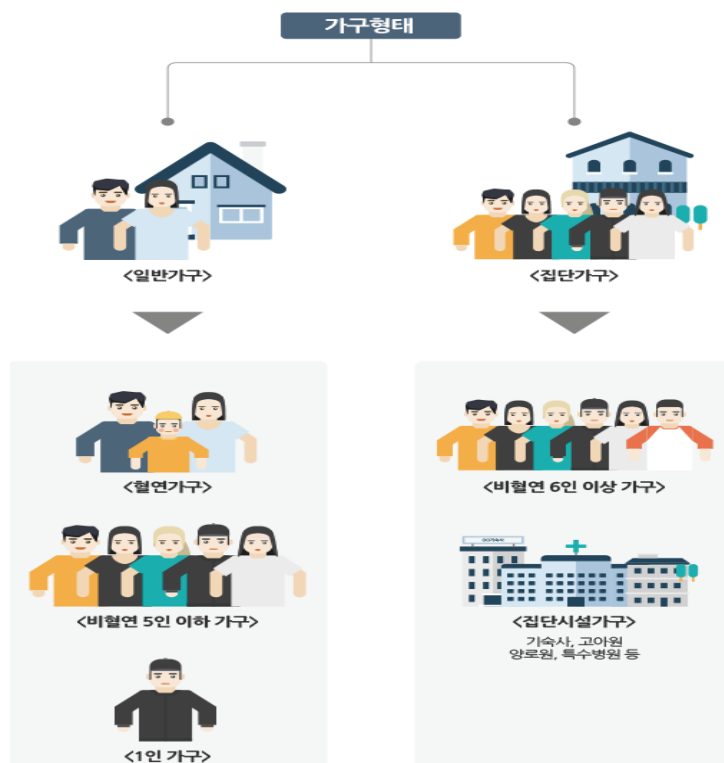 가구형태
<일반가구>
<집단가구>
<혈연가구>
<비혈연 5인 이하 가구>
<1인 가구>
<비혈연 6인 이상 가구>
<집단시설가구>
기숙사, 고아원
양로원, 특수병원 등